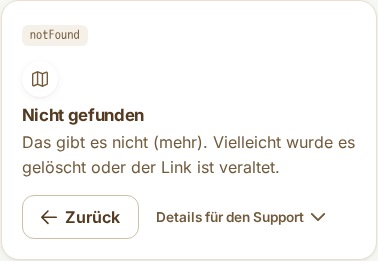 notFound
Nicht gefunden
Das gibt es nicht (mehr). Vielleicht wurde es
gelöscht oder der Link ist veraltet.
Zurück
Details für den Support